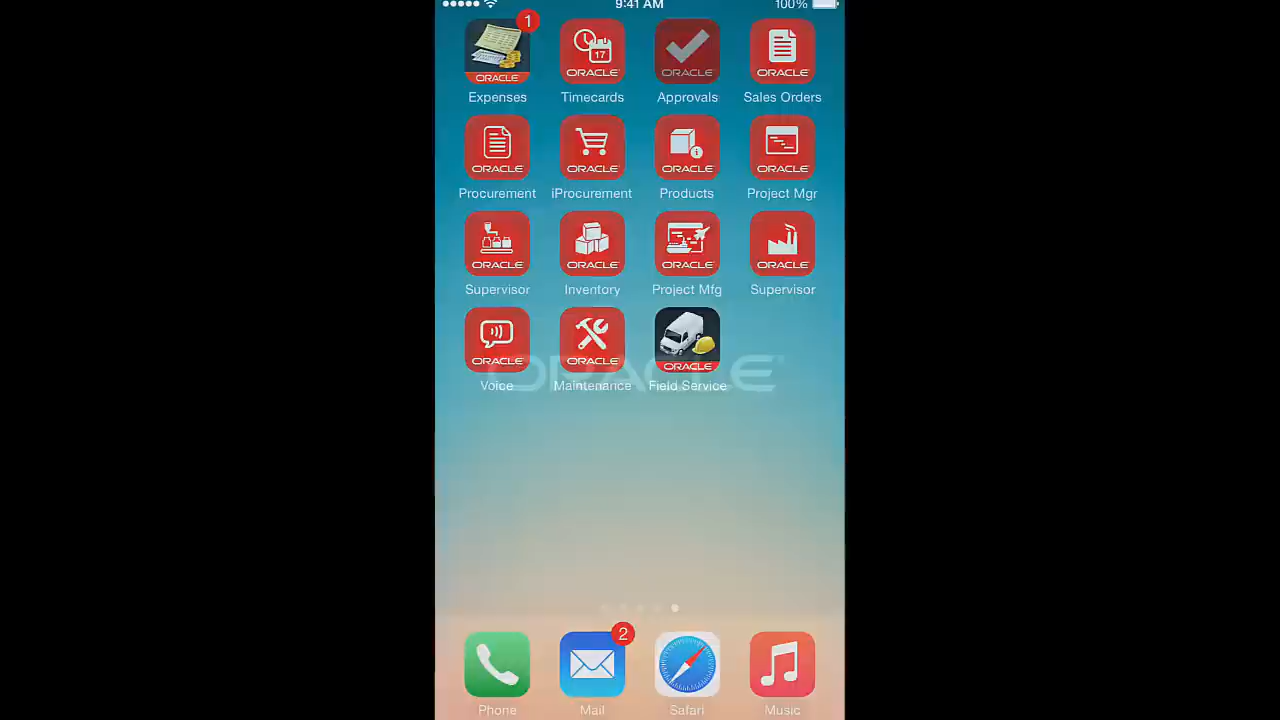 9:41 AM 100%
1
17
ORACLE ORACLE ORACLE ORACLE
Expenses Timecards Approvals Sales Orders
ORACLE ORACLE ORACLE ORACLE
Procurement iProcurement Products Project Mgr
ORACLE ORACLE ORACLE ORACLE
Supervisor Inventory Project Mfg Supervisor
ORACLE ORACLE ORACLE
ORACLE
Voice Maintenance Field Service
2
Phone Mail Safari Music